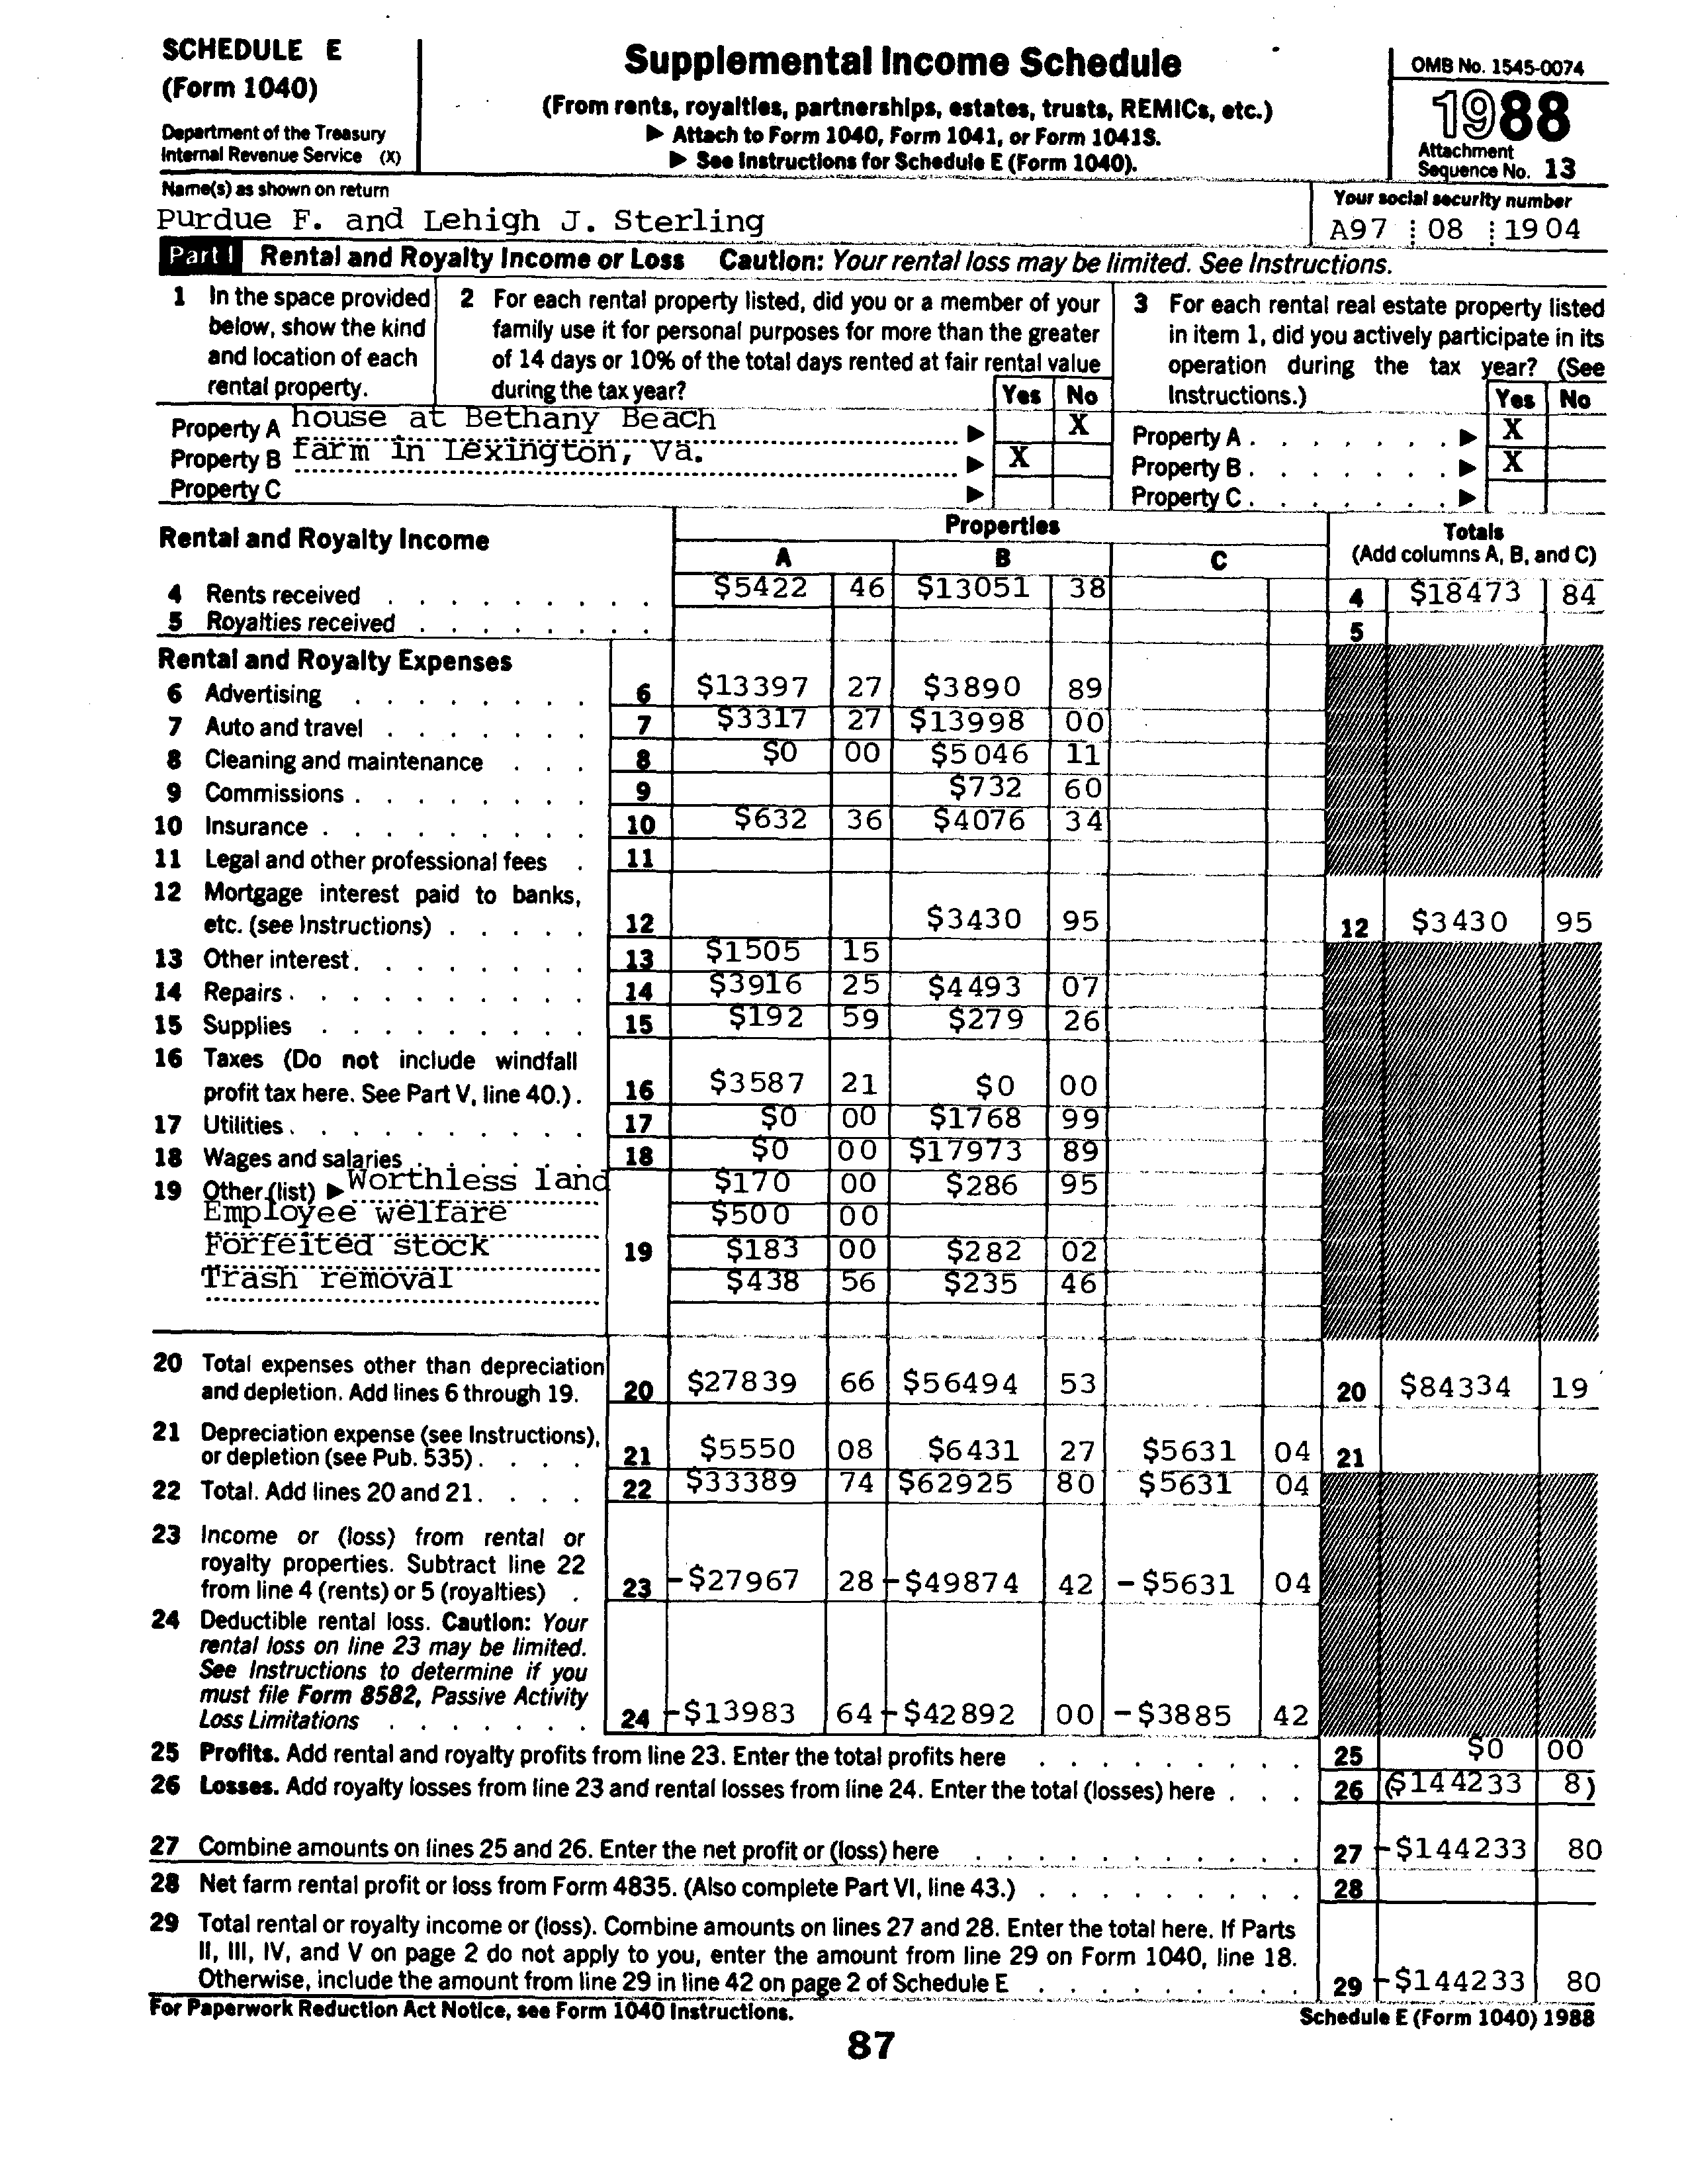 SCHEDULE E
(Form 1040)
Department of the Treasury
Internal Revenue Service (X)
Supplemental Income Schedule
(From rents, royalties, partnerships, estates, trusts, REMICs, etc.)
▶ Attach to Form 1040, Form 1041, or Form 1041S.
▶ See Instructions for Schedule E (Form 1040).
OMB No. 1545-0074
1988
Attachment
Sequence No. 13
Name(s) as shown on return
Purdue F. and Lehigh J. Sterling
Your social security number
A97 08 1904
Part I Rental and Royalty Income or Loss Caution: Your rental loss may be limited. See Instructions.
1 In the space provided
below, show the kind
and location of each
rental property.
2 For each rental property listed, did you or a member of your
family use it for personal purposes for more than the greater
of 14 days or 10% of the total days rented at fair rental value
during the tax year?
Yes No
3 For each rental real estate property listed
in item 1, did you actively participate in its
operation during the tax year? (See
Instructions.)
Yes No
Property A house at Bethany Beach ▶ X Property A . . . . . . . ▶ X
Property B farm in Lexington, Va. ▶ X Property B . . . . . . . ▶ X
Property C ▶ Property C . . . . . . . ▶
Rental and Royalty Income
Properties
A B C
Totals
(Add columns A, B, and C)
4 Rents received . . . . . . . . . $5422 46 $13051 38 4 $18473 84
5 Royalties received . . . . . . . . 5
Rental and Royalty Expenses
6 Advertising . . . . . . . . 6 $13397 27 $3890 89
7 Auto and travel . . . . . . . 7 $3317 27 $13998 00
8 Cleaning and maintenance . . . 8 $0 00 $5046 11
9 Commissions . . . . . . . . 9 $732 60
10 Insurance . . . . . . . . . 10 $632 36 $4076 34
11 Legal and other professional fees . 11
12 Mortgage interest paid to banks,
etc. (see Instructions) . . . . . 12 $3430 95 12 $3430 95
13 Other interest . . . . . . . . 13 $1505 15
14 Repairs . . . . . . . . . . 14 $3916 25 $4493 07
15 Supplies . . . . . . . . . 15 $192 59 $279 26
16 Taxes (Do not include windfall
profit tax here. See Part V, line 40.) . 16 $3587 21 $0 00
17 Utilities . . . . . . . . . . 17 $0 00 $1768 99
18 Wages and salaries . . . . . . 18 $0 00 $17973 89
19 Other (list) ▶ Worthless land $170 00 $286 95
Employee welfare $500 00
Forfeited stock 19 $183 00 $282 02
Trash removal $438 56 $235 46
20 Total expenses other than depreciation
and depletion. Add lines 6 through 19. 20 $27839 66 $56494 53 20 $84334 19
21 Depreciation expense (see Instructions),
or depletion (see Pub. 535) . . . . 21 $5550 08 $6431 27 $5631 04 21
22 Total. Add lines 20 and 21 . . . . 22 $33389 74 $62925 80 $5631 04
23 Income or (loss) from rental or
royalty properties. Subtract line 22
from line 4 (rents) or 5 (royalties) . 23 -$27967 28 -$49874 42 -$5631 04
24 Deductible rental loss. Caution: Your
rental loss on line 23 may be limited.
See Instructions to determine if you
must file Form 8582, Passive Activity
Loss Limitations . . . . . . . 24 -$13983 64 -$42892 00 -$3885 42
25 Profits. Add rental and royalty profits from line 23. Enter the total profits here . . . . . . . . . 25 $0 00
26 Losses. Add royalty losses from line 23 and rental losses from line 24. Enter the total (losses) here . . . 26 ($144233 8)
27 Combine amounts on lines 25 and 26. Enter the net profit or (loss) here . . . . . . . . . . . 27 -$144233 80
28 Net farm rental profit or loss from Form 4835. (Also complete Part VI, line 43.) . . . . . . . . . 28
29 Total rental or royalty income or (loss). Combine amounts on lines 27 and 28. Enter the total here. If Parts
II, III, IV, and V on page 2 do not apply to you, enter the amount from line 29 on Form 1040, line 18.
Otherwise, include the amount from line 29 in line 42 on page 2 of Schedule E . . . . . . . . . 29 -$144233 80
For Paperwork Reduction Act Notice, see Form 1040 Instructions.
Schedule E (Form 1040) 1988
87